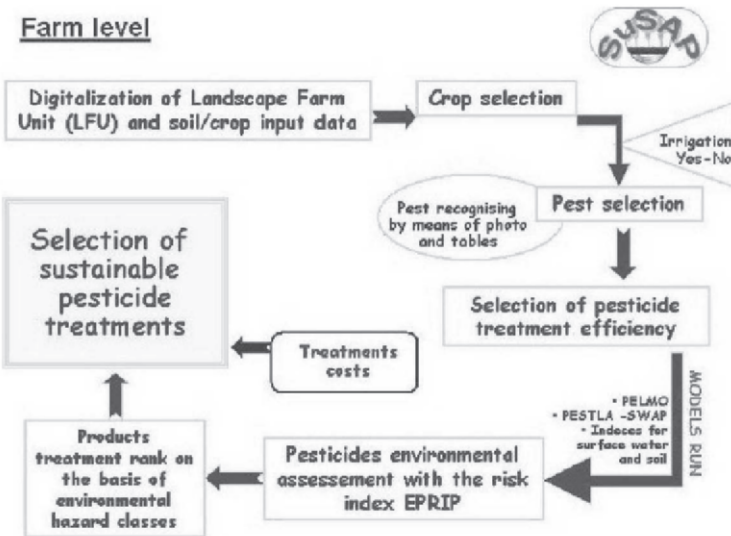 Farm level
SuSAP
Digitalization of Landscape Farm
Unit (LFU) and soil/crop input data
Crop selection
Irrigation
Yes-No
Pest recognising
by means of photo
and tables
Pest selection
Selection of pesticide
treatment efficiency
MODELS RUN
• PELMO
• PESTLA -SWAP
• Indeces for
surface water
and soil
Pesticides environmental
assessement with the risk
index EPRIP
Products
treatment rank on
the basis of
environmental
hazard classes
Treatments
costs
Selection of
sustainable
pesticide
treatments